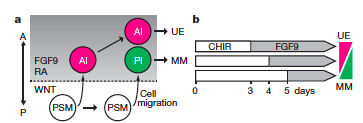 a
A
FGF9
RA
WNT
P
AI
AI
PI
UE
MM
PSM
PSM
Cell
migration
b
CHIR
FGF9
0 3 4 5 days
UE
MM